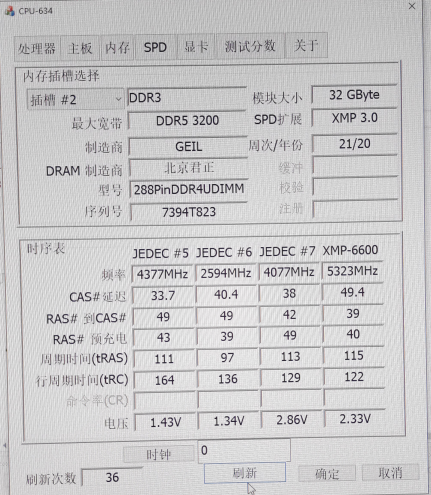 CPU-634
处理器 主板 内存 SPD 显卡 测试分数 关于
内存插槽选择
插槽 #2 DDR3 模块大小 32 GByte
最大宽带 DDR5 3200 SPD扩展 XMP 3.0
制造商 GEIL 周次/年份 21/20
DRAM 制造商 北京君正 缓冲
型号 288PinDDR4UDIMM 校验
序列号 7394T823 注册
时序表
JEDEC #5 JEDEC #6 JEDEC #7 XMP-6600
频率 4377MHz 2594MHz 4077MHz 5323MHz
CAS# 延迟 33.7 40.4 38 49.4
RAS# 到CAS# 49 49 42 39
RAS# 预充电 43 39 49 40
周期时间(tRAS) 111 97 113 115
行周期时间(tRC) 164 136 129 122
命令率(CR)
电压 1.43V 1.34V 2.86V 2.33V
时钟 0
刷新次数 36 刷新 确定 取消